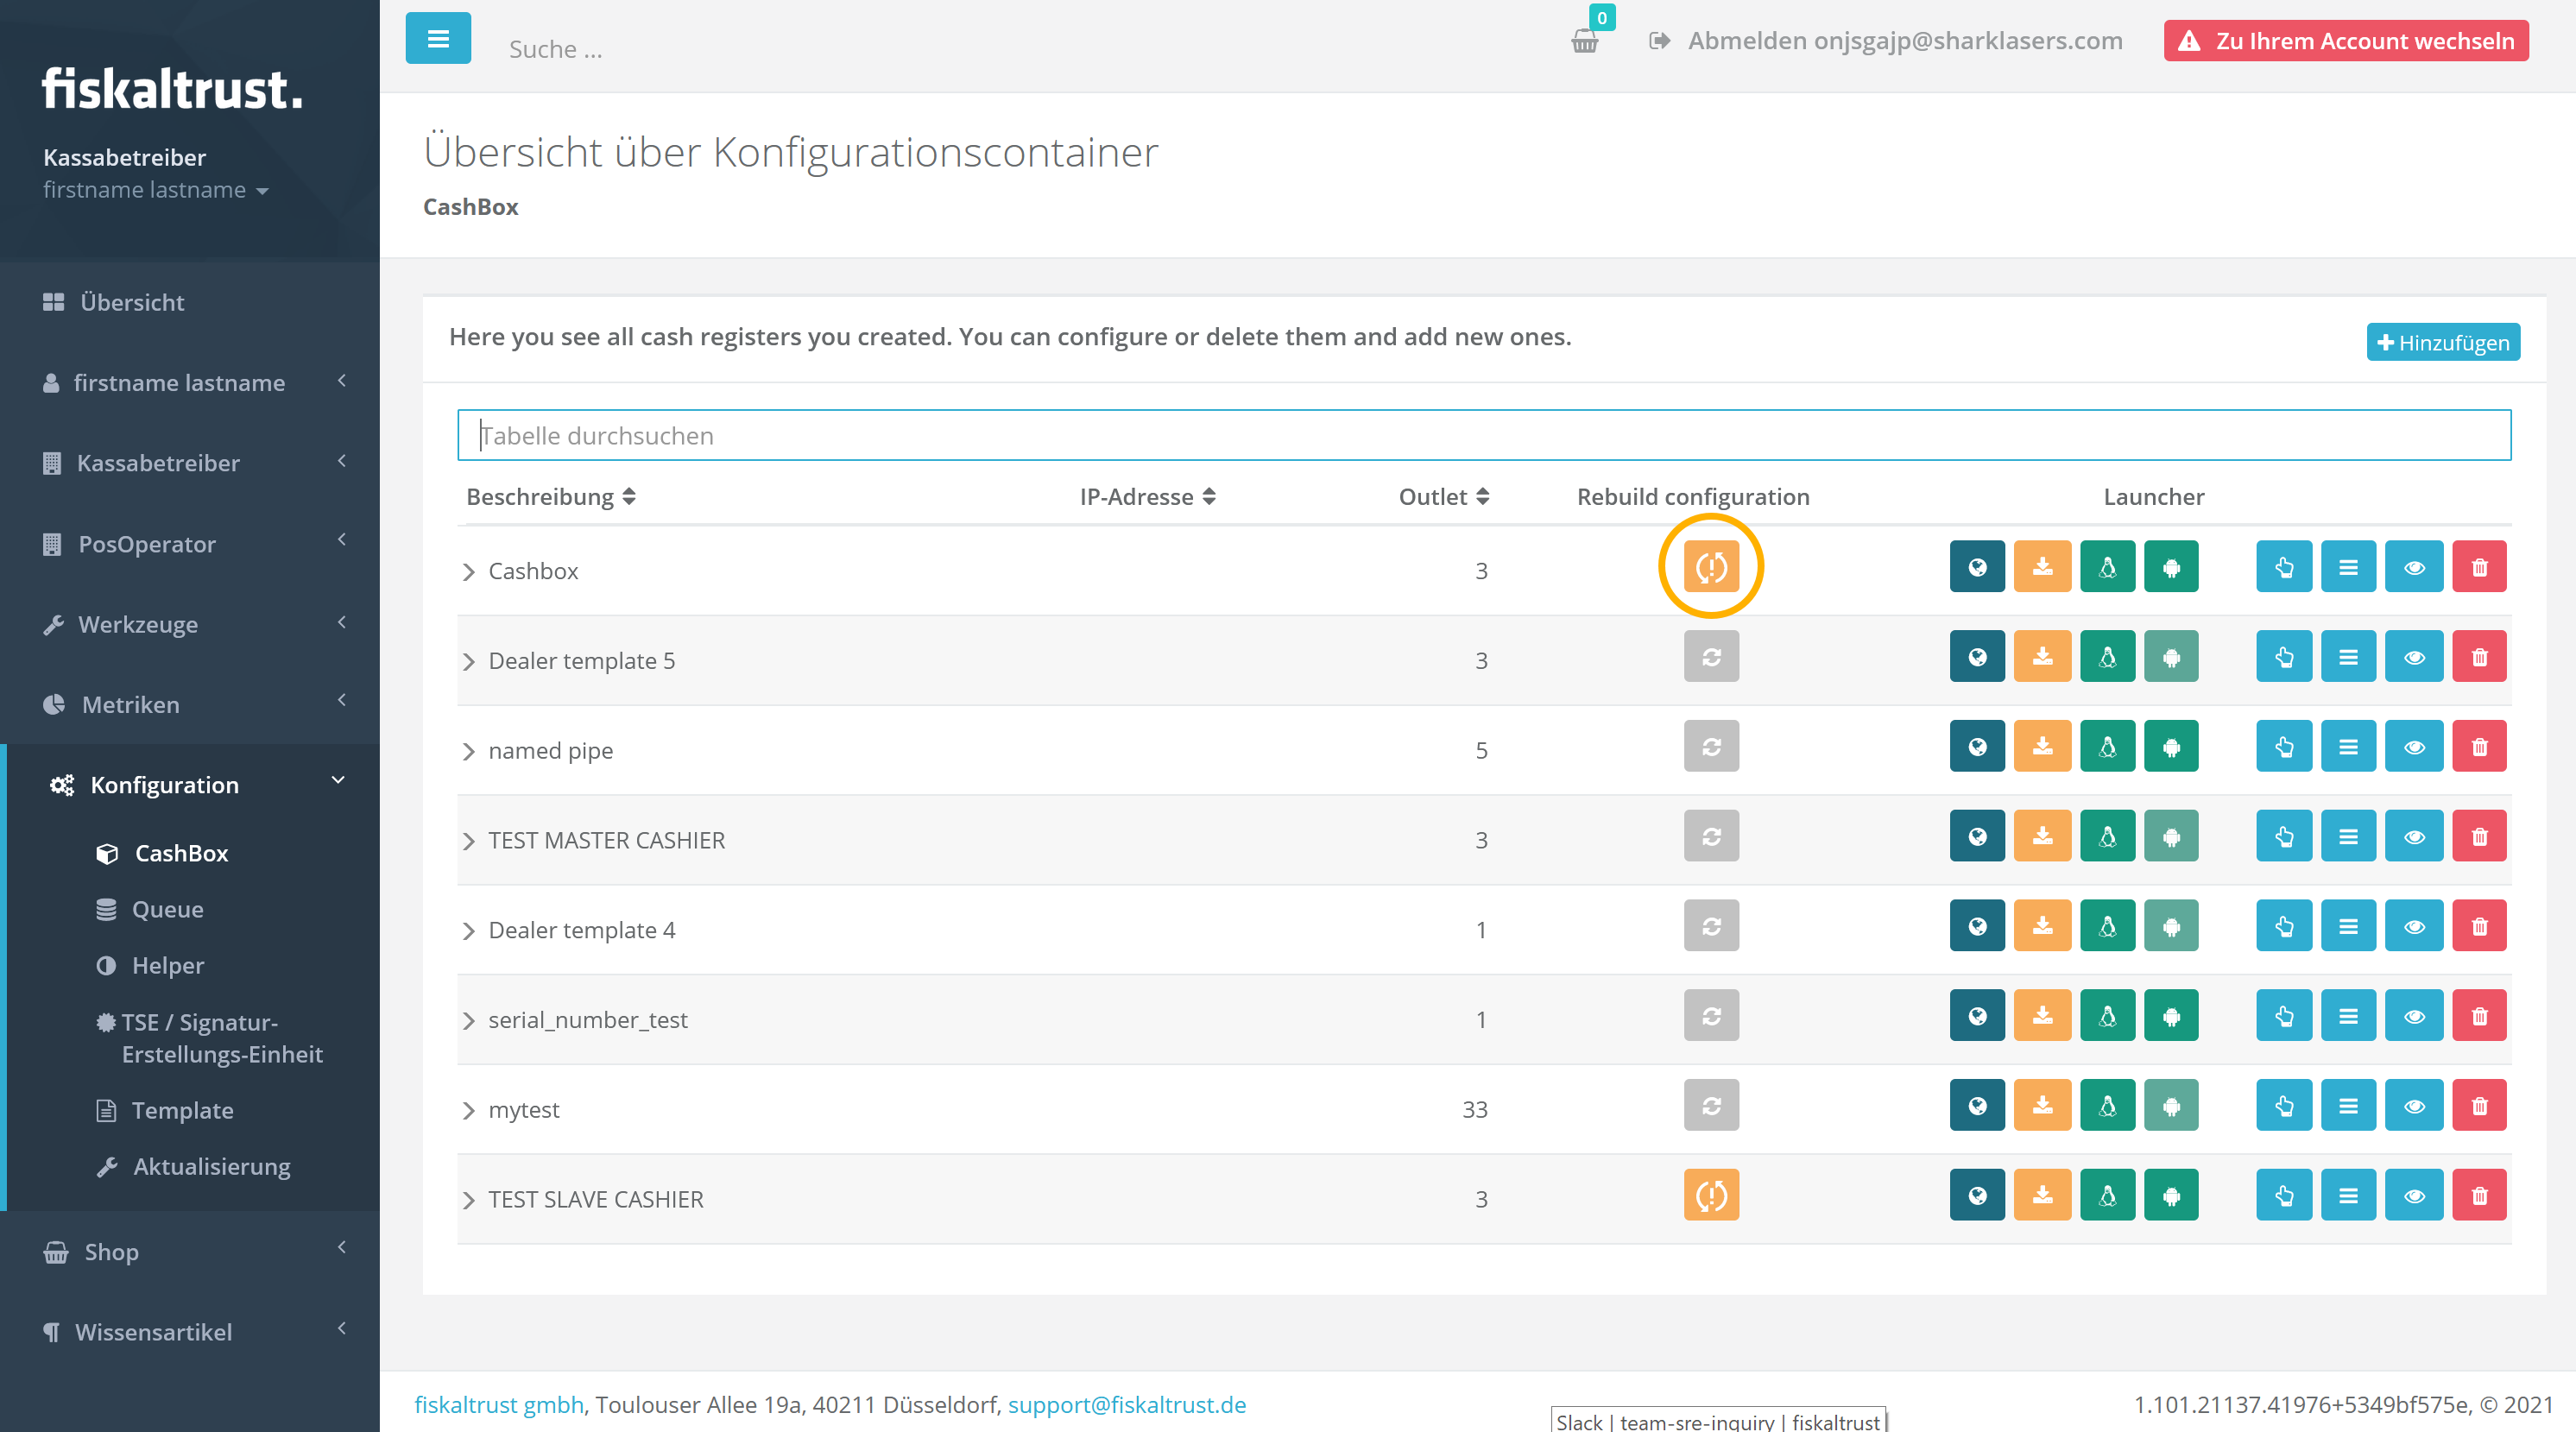 0
Suche ...
Abmelden onjsgajp@sharklasers.com
Zu Ihrem Account wechseln
fiskaltrust.
Kassabetreiber
firstname lastname
Übersicht
firstname lastname
Kassabetreiber
PosOperator
Werkzeuge
Metriken
Konfiguration
CashBox
Queue
Helper
TSE / Signatur-
Erstellungs-Einheit
Template
Aktualisierung
Shop
Wissensartikel
Übersicht über Konfigurationscontainer
CashBox
Here you see all cash registers you created. You can configure or delete them and add new ones.
Hinzufügen
Tabelle durchsuchen
Beschreibung IP-Adresse Outlet Rebuild configuration Launcher
Cashbox 3
Dealer template 5 3
named pipe 5
TEST MASTER CASHIER 3
Dealer template 4 1
serial_number_test 1
mytest 33
TEST SLAVE CASHIER 3
fiskaltrust gmbh, Toulouser Allee 19a, 40211 Düsseldorf, support@fiskaltrust.de
1.101.21137.41976+5349bf575e, © 2021
Slack | team-sre-inquiry | fiskaltrust